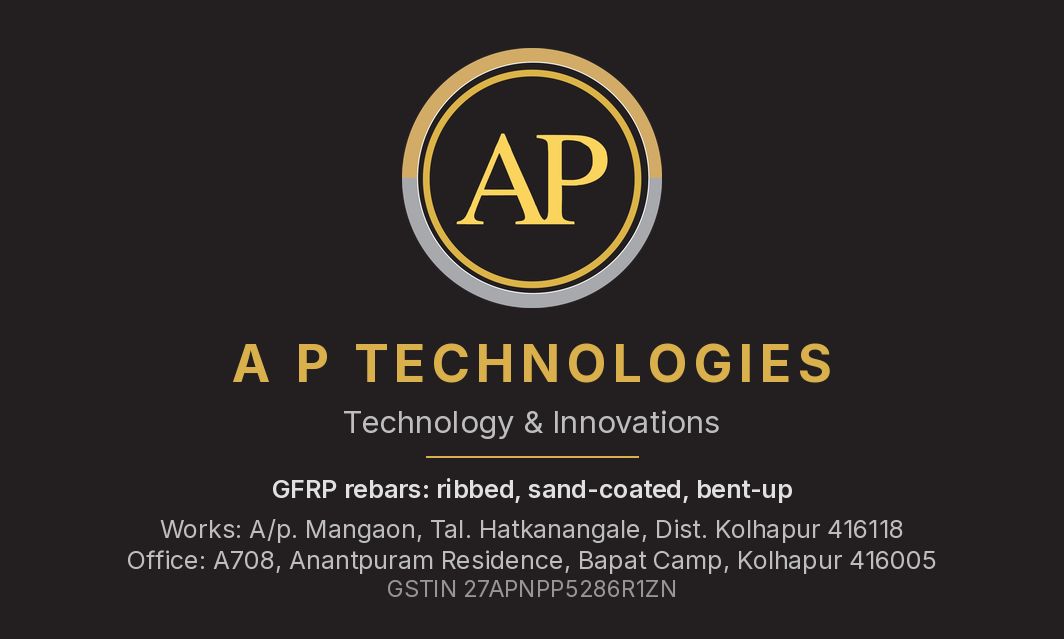 AP
A P TECHNOLOGIES
Technology & Innovations
GFRP rebars: ribbed, sand-coated, bent-up
Works: A/p. Mangaon, Tal. Hatkanangale, Dist. Kolhapur 416118
Office: A708, Anantpuram Residence, Bapat Camp, Kolhapur 416005
GSTIN 27APNPP5286R1ZN